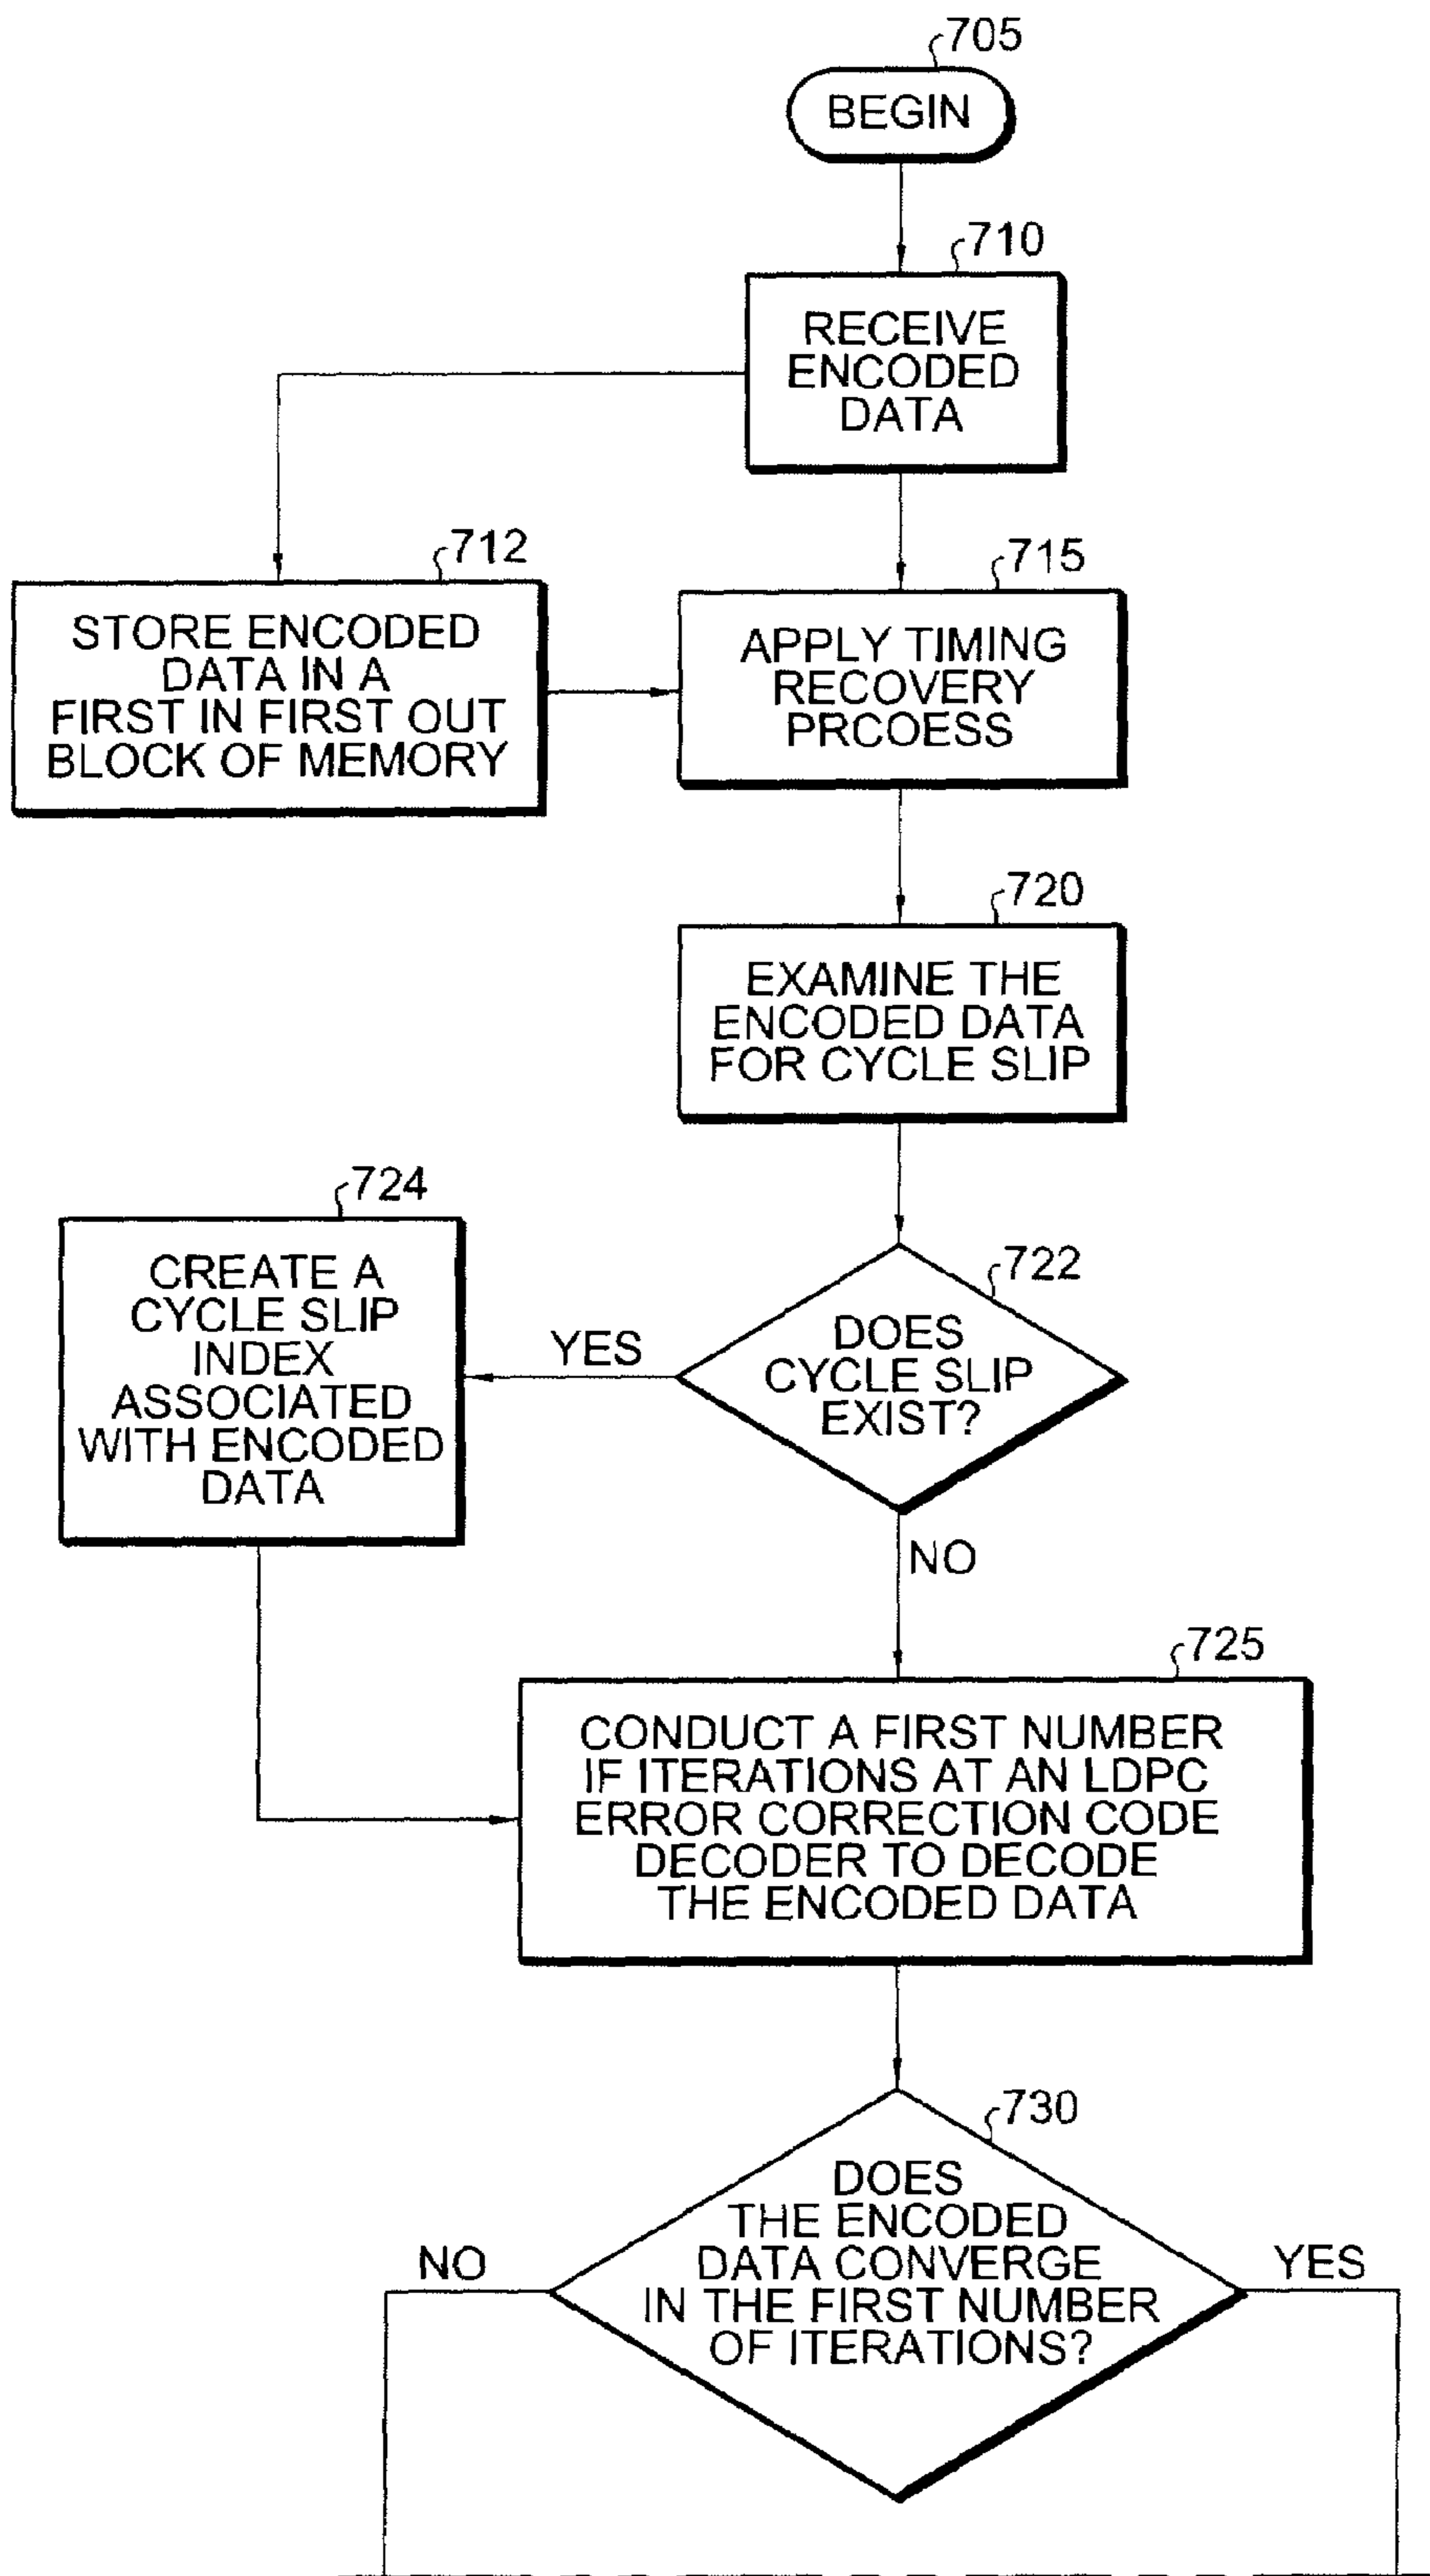 705
BEGIN
710
RECEIVE
ENCODED
DATA
712
STORE ENCODED
DATA IN A
FIRST IN FIRST OUT
BLOCK OF MEMORY
715
APPLY TIMING
RECOVERY
PRCOESS
720
EXAMINE THE
ENCODED DATA
FOR CYCLE SLIP
722
DOES
CYCLE SLIP
EXIST?
YES
724
CREATE A
CYCLE SLIP
INDEX
ASSOCIATED
WITH ENCODED
DATA
NO
725
CONDUCT A FIRST NUMBER
IF ITERATIONS AT AN LDPC
ERROR CORRECTION CODE
DECODER TO DECODE
THE ENCODED DATA
730
DOES
THE ENCODED
DATA CONVERGE
IN THE FIRST NUMBER
OF ITERATIONS?
NO
YES